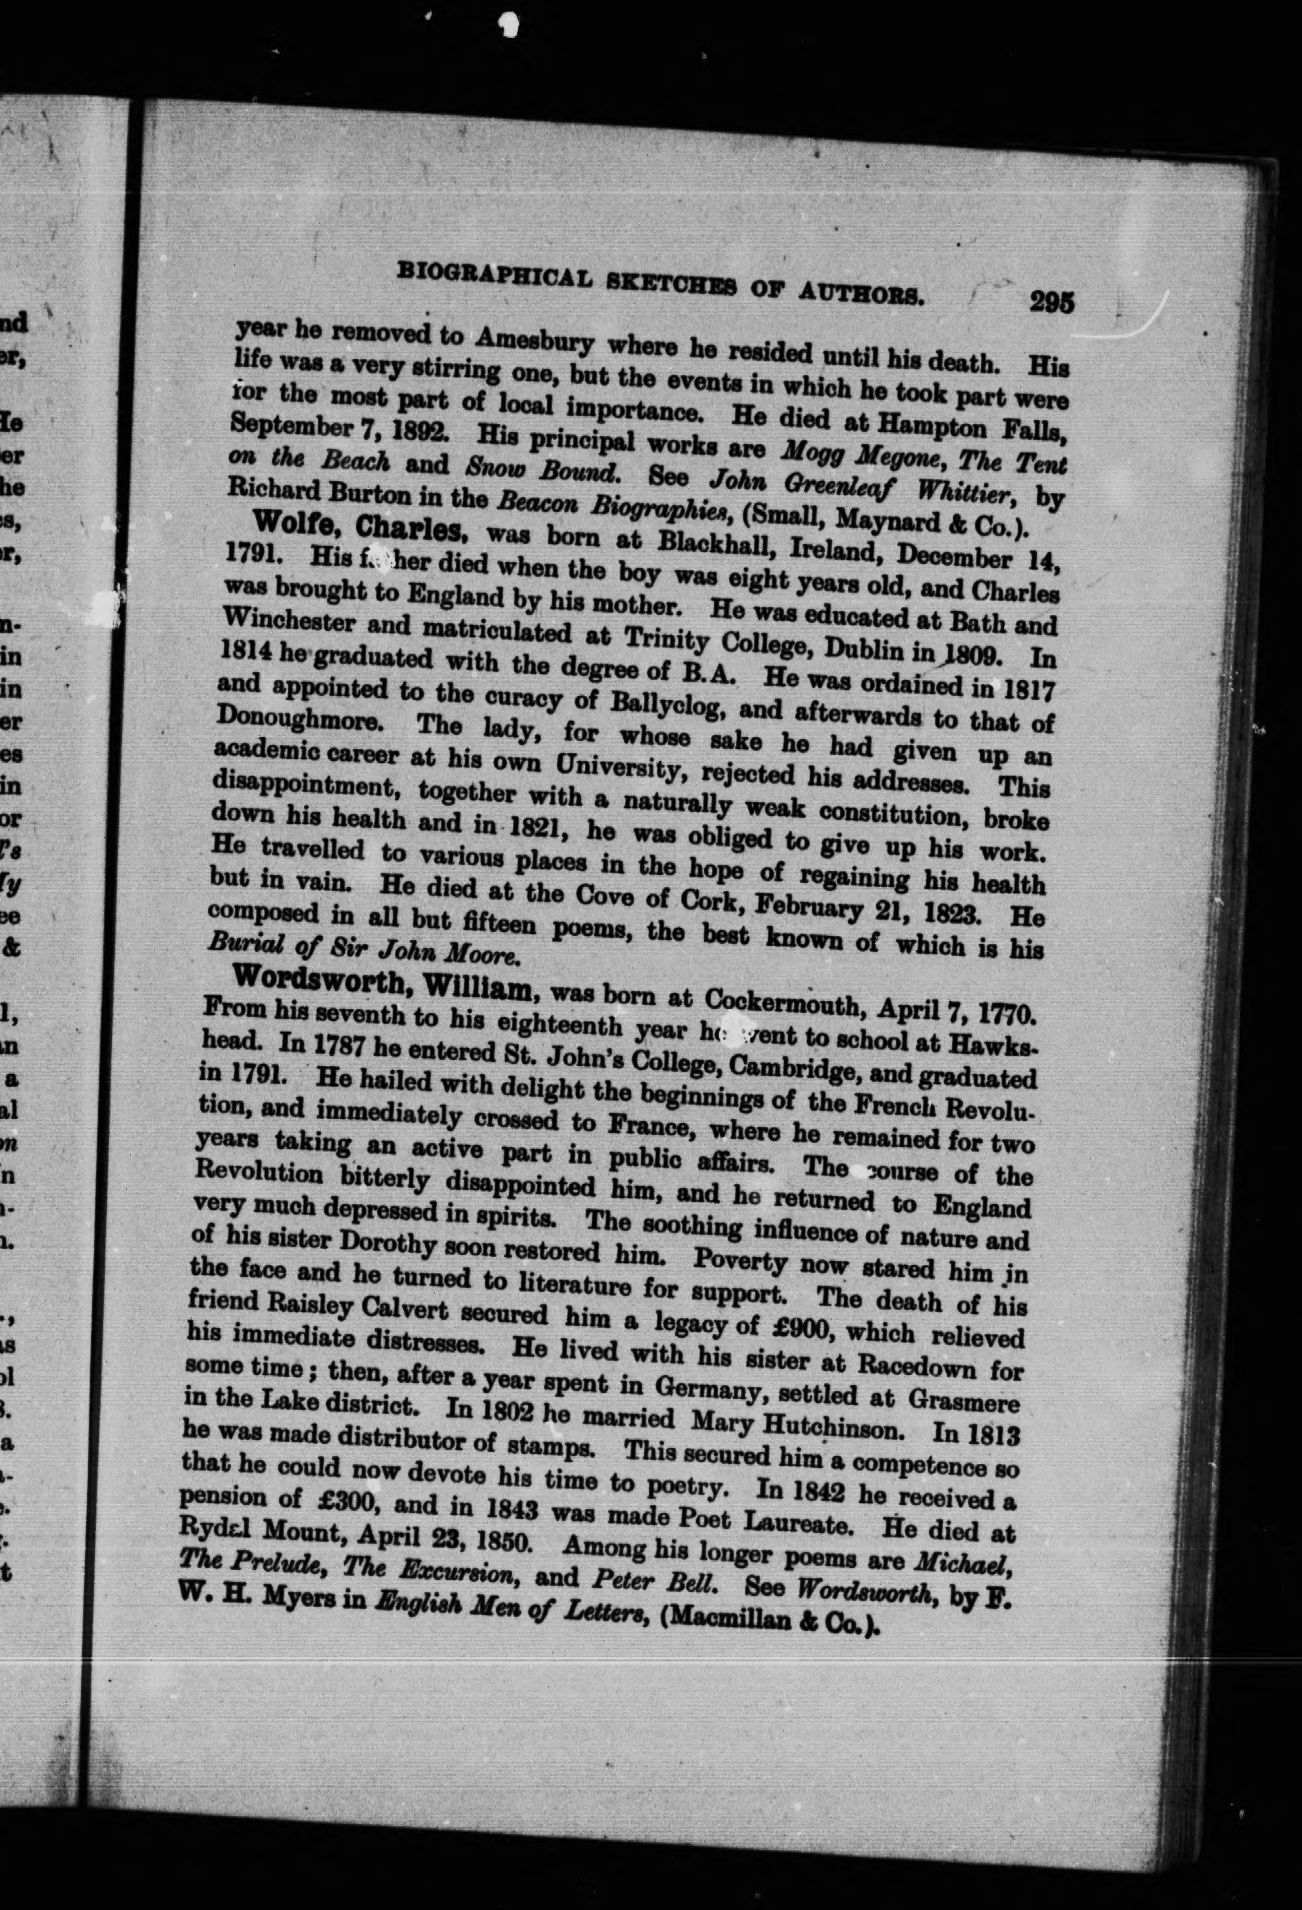 BIOGRAPHICAL SKETCHES OF AUTHORS. 295
year he removed to Amesbury where he resided until his death. His
life was a very stirring one, but the events in which he took part were
for the most part of local importance. He died at Hampton Falls,
September 7, 1892. His principal works are Mogg Megone, The Tent
on the Beach and Snow Bound. See John Greenleaf Whittier, by
Richard Burton in the Beacon Biographies, (Small, Maynard & Co.).
Wolfe, Charles, was born at Blackhall, Ireland, December 14,
1791. His father died when the boy was eight years old, and Charles
was brought to England by his mother. He was educated at Bath and
Winchester and matriculated at Trinity College, Dublin in 1809. In
1814 he graduated with the degree of B.A. He was ordained in 1817
and appointed to the curacy of Ballyclog, and afterwards to that of
Donoughmore. The lady, for whose sake he had given up an
academic career at his own University, rejected his addresses. This
disappointment, together with a naturally weak constitution, broke
down his health and in 1821, he was obliged to give up his work.
He travelled to various places in the hope of regaining his health
but in vain. He died at the Cove of Cork, February 21, 1823. He
composed in all but fifteen poems, the best known of which is his
Burial of Sir John Moore.
Wordsworth, William, was born at Cockermouth, April 7, 1770.
From his seventh to his eighteenth year he went to school at Hawks-
head. In 1787 he entered St. John's College, Cambridge, and graduated
in 1791. He hailed with delight the beginnings of the French Revolu-
tion, and immediately crossed to France, where he remained for two
years taking an active part in public affairs. The course of the
Revolution bitterly disappointed him, and he returned to England
very much depressed in spirits. The soothing influence of nature and
of his sister Dorothy soon restored him. Poverty now stared him in
the face and he turned to literature for support. The death of his
friend Raisley Calvert secured him a legacy of £900, which relieved
his immediate distresses. He lived with his sister at Racedown for
some time; then, after a year spent in Germany, settled at Grasmere
in the Lake district. In 1802 he married Mary Hutchinson. In 1813
he was made distributor of stamps. This secured him a competence so
that he could now devote his time to poetry. In 1842 he received a
pension of £300, and in 1843 was made Poet Laureate. He died at
Rydal Mount, April 23, 1850. Among his longer poems are Michael,
The Prelude, The Excursion, and Peter Bell. See Wordsworth, by F.
W. H. Myers in English Men of Letters, (Macmillan & Co.).